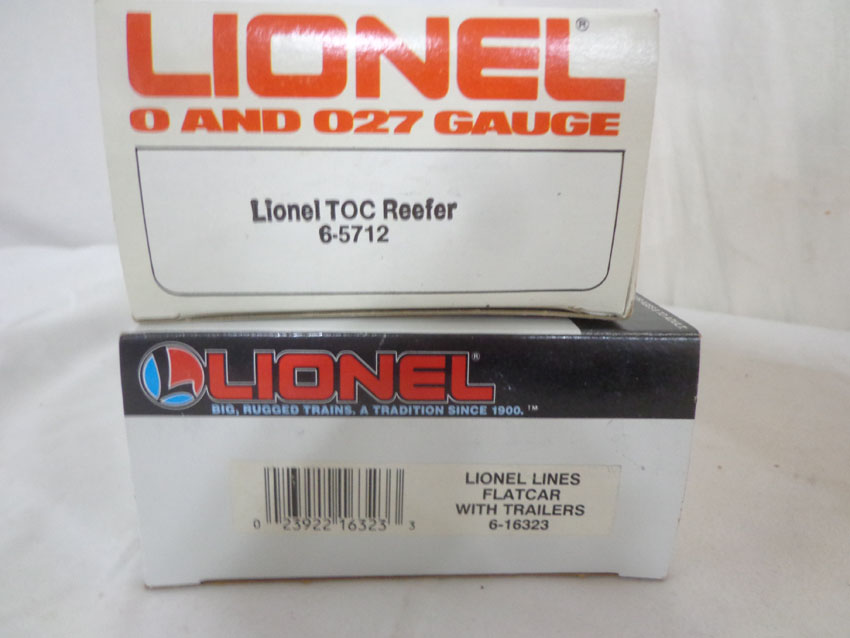 LIONEL®
O AND O27 GAUGE
Lionel TOC Reefer
6-5712
LIONEL®
BIG, RUGGED TRAINS. A TRADITION SINCE 1900.™
LIONEL LINES
FLATCAR
WITH TRAILERS
6-16323
0 23922 16323 3